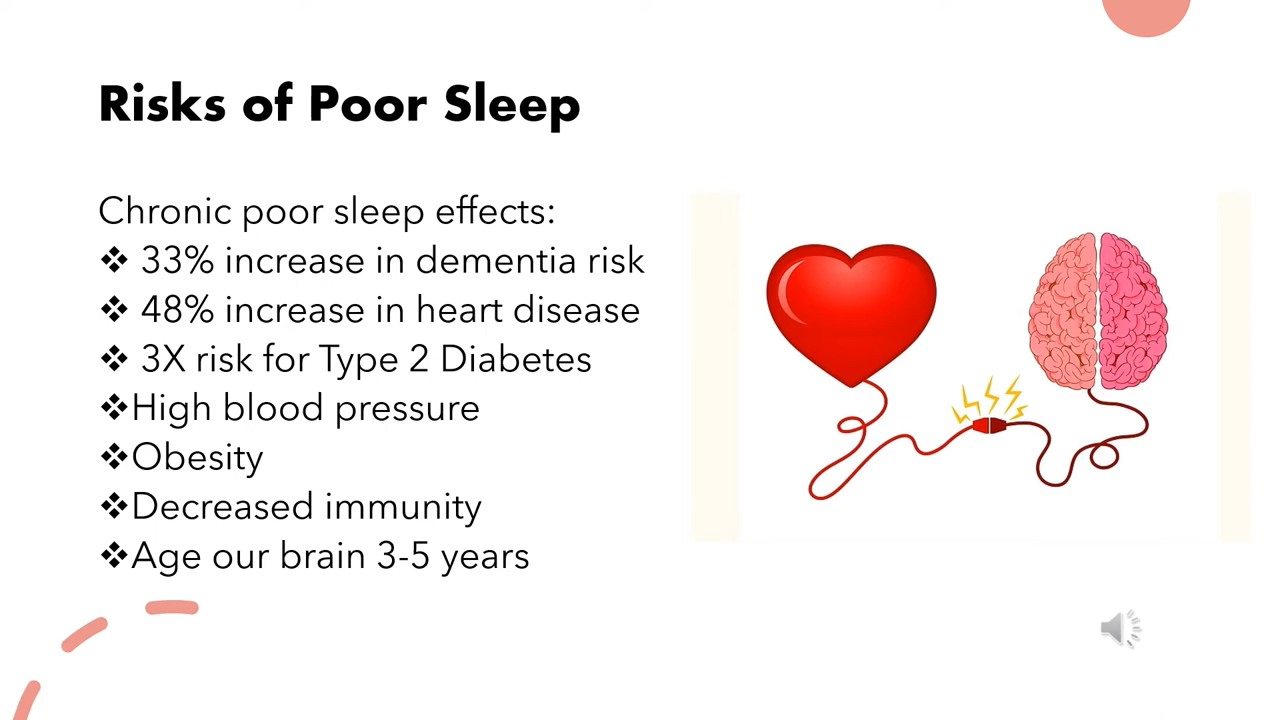 Risks of Poor Sleep
Chronic poor sleep effects:
❖ 33% increase in dementia risk
❖ 48% increase in heart disease
❖ 3X risk for Type 2 Diabetes
❖High blood pressure
❖Obesity
❖Decreased immunity
❖Age our brain 3-5 years